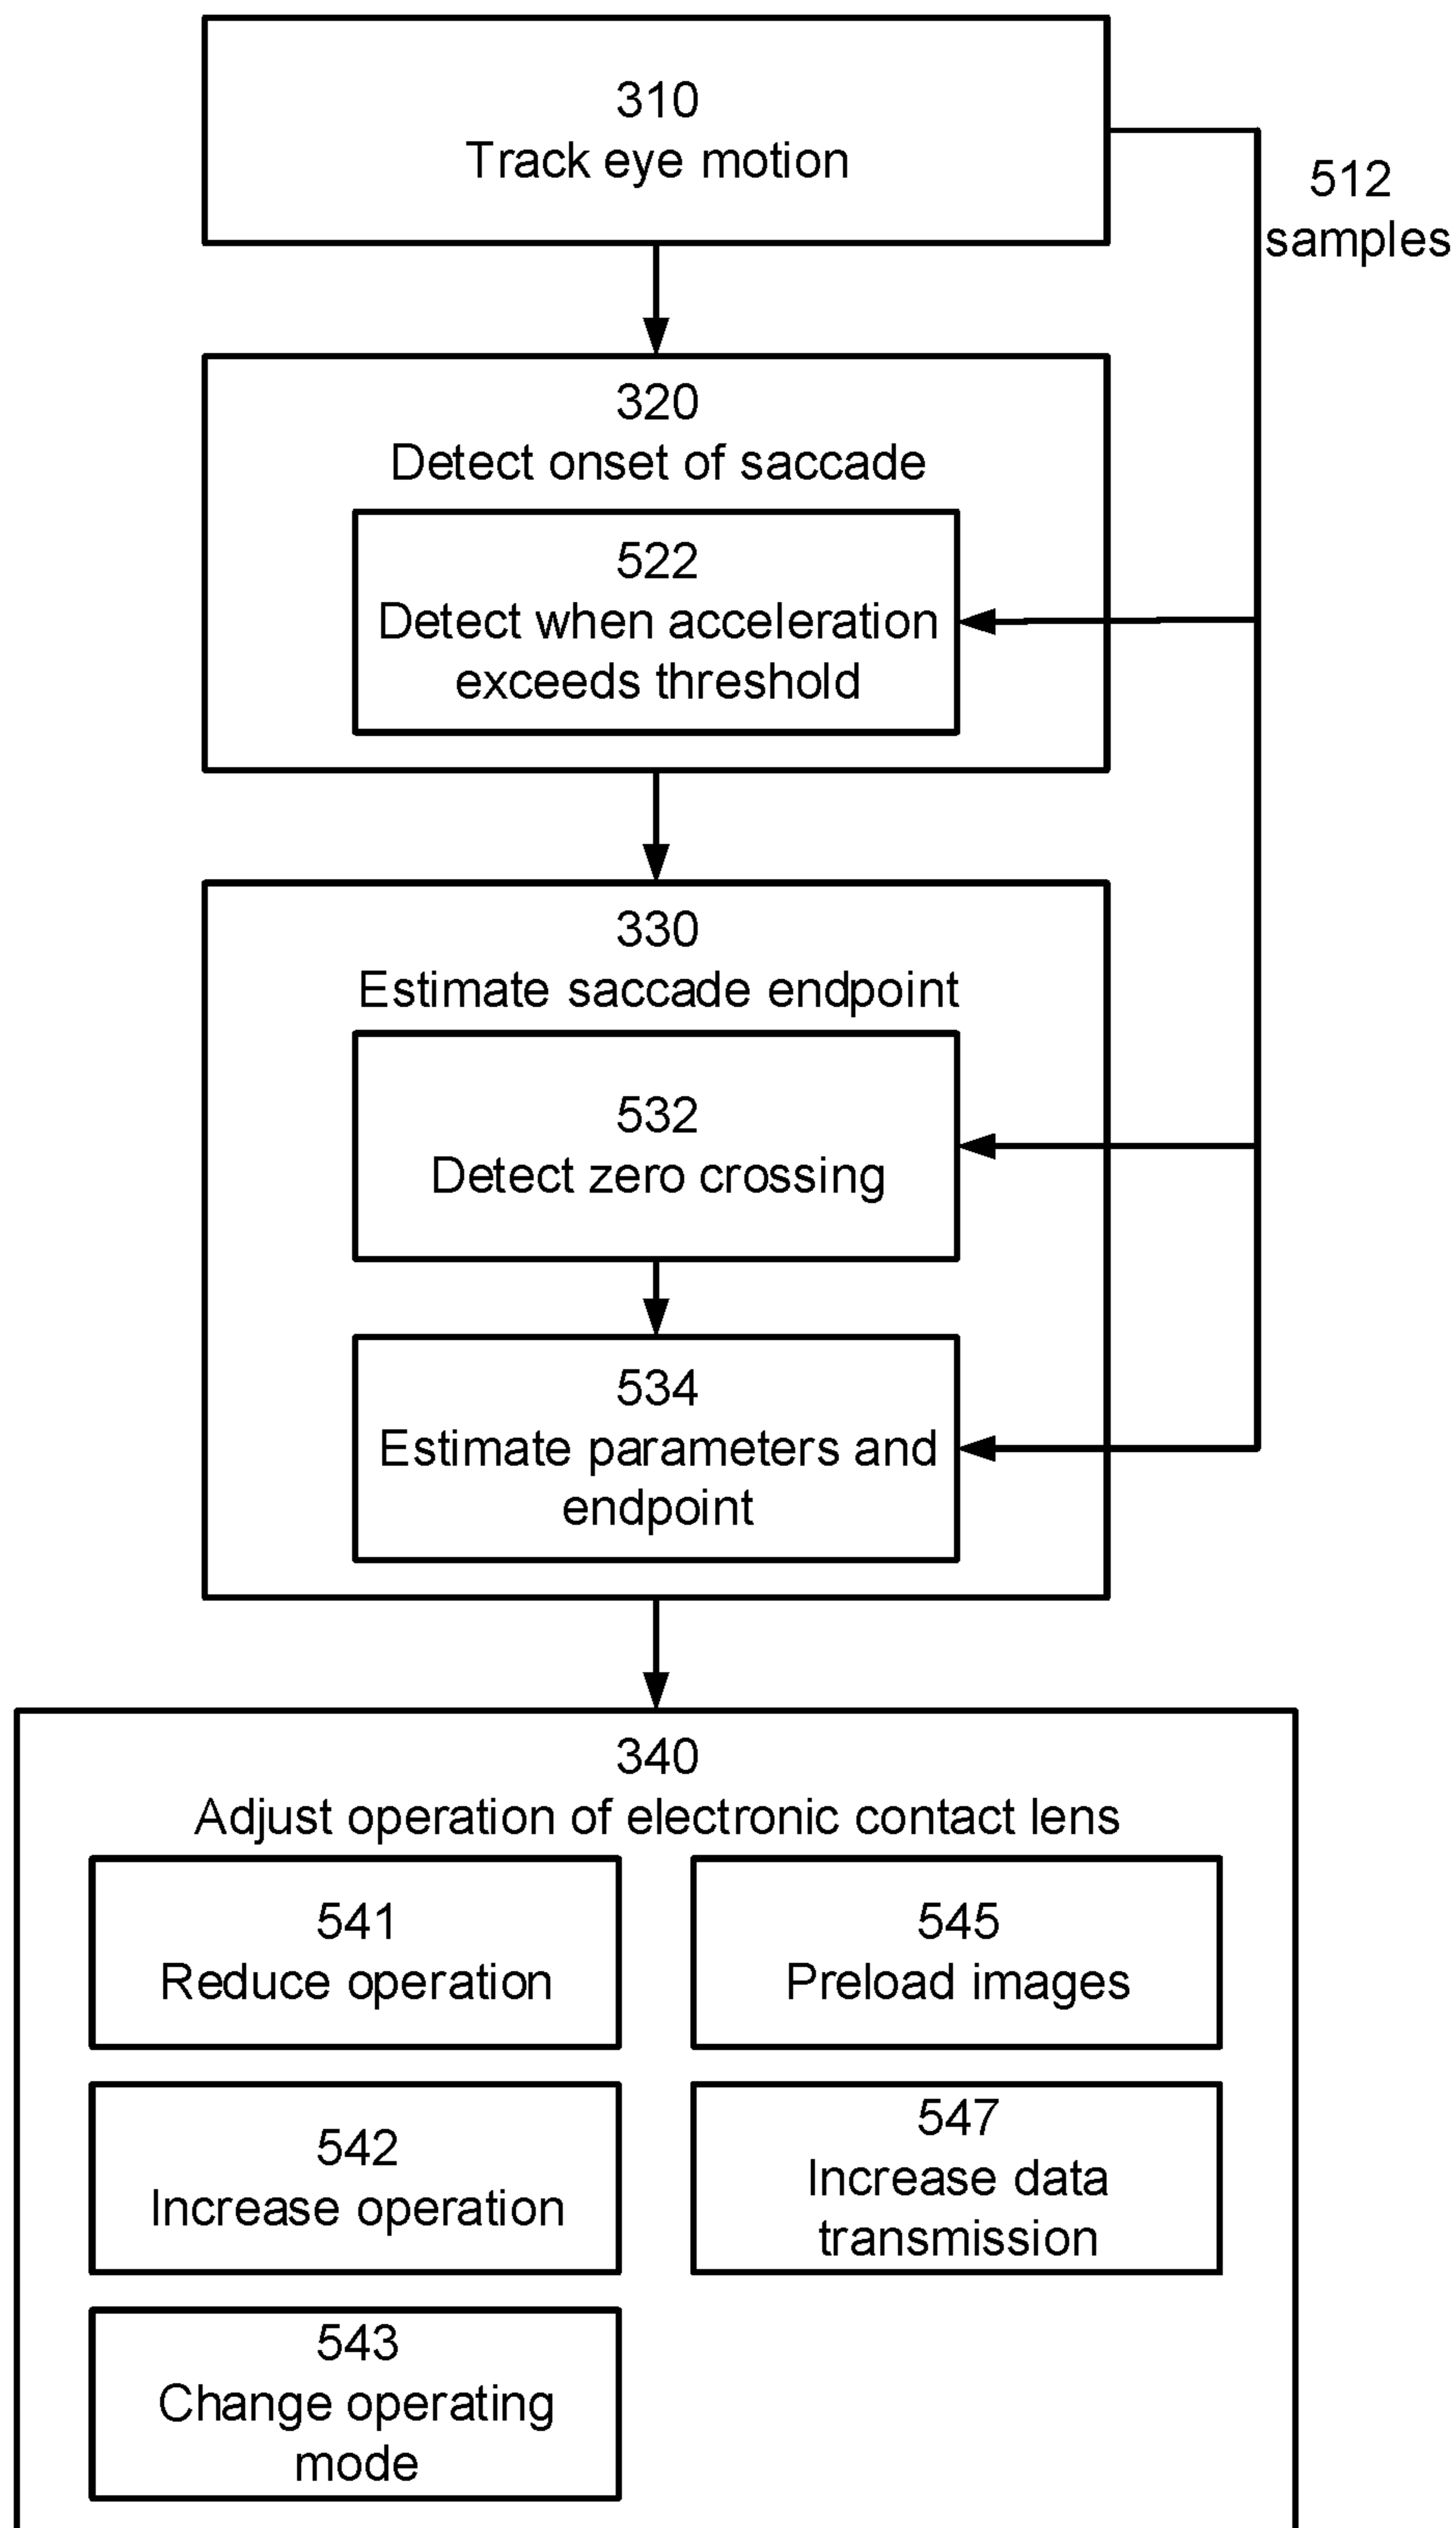 310
Track eye motion
512
samples
320
Detect onset of saccade
522
Detect when acceleration
exceeds threshold
330
Estimate saccade endpoint
532
Detect zero crossing
534
Estimate parameters and
endpoint
340
Adjust operation of electronic contact lens
541
Reduce operation
545
Preload images
542
Increase operation
547
Increase data
transmission
543
Change operating
mode